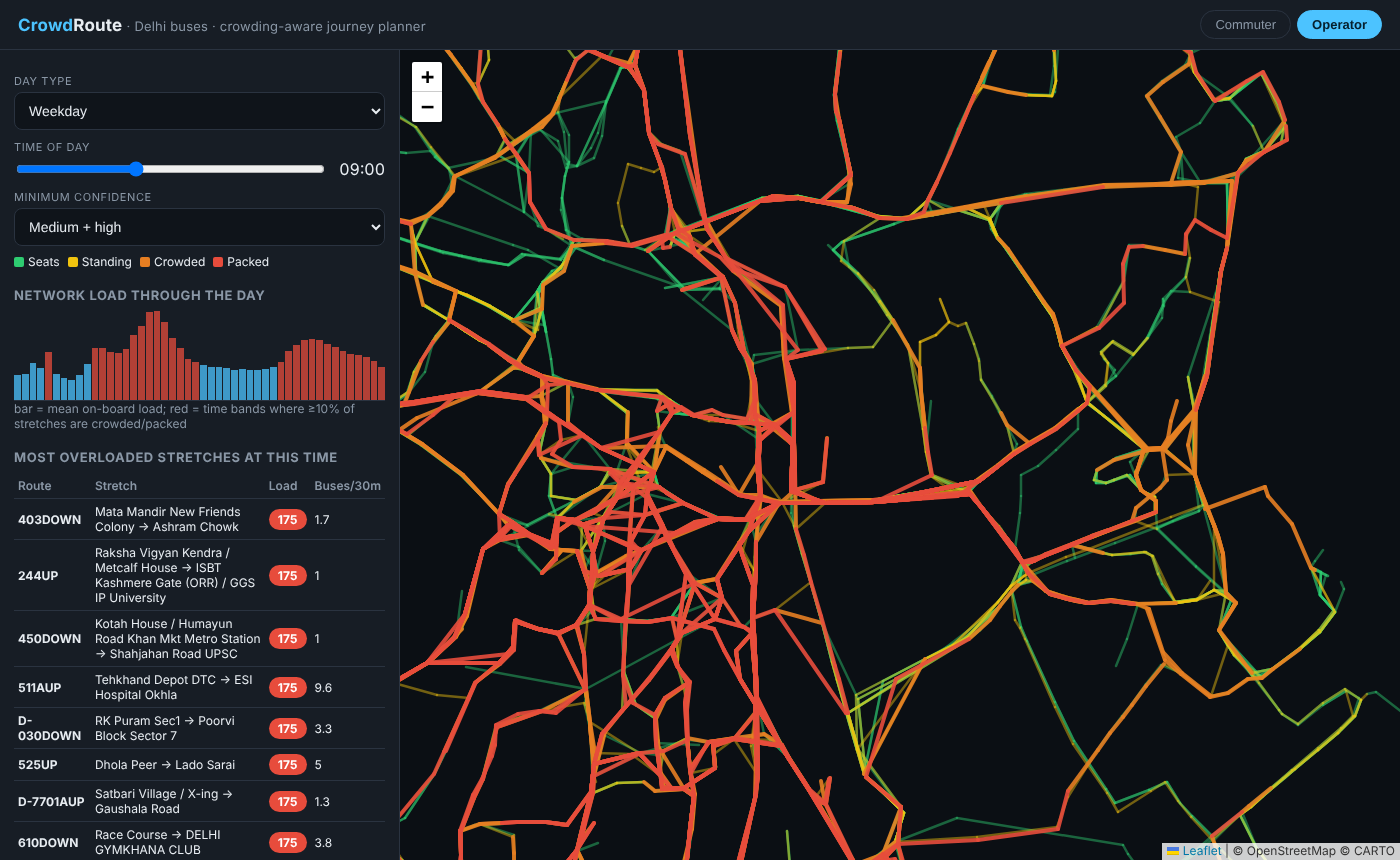 CrowdRoute · Delhi buses · crowding-aware journey planner
Commuter
Operator
DAY TYPE
Weekday
TIME OF DAY
09:00
MINIMUM CONFIDENCE
Medium + high
Seats Standing Crowded Packed
NETWORK LOAD THROUGH THE DAY
bar = mean on-board load; red = time bands where ≥10% of
stretches are crowded/packed
MOST OVERLOADED STRETCHES AT THIS TIME
Route Stretch Load Buses/30m
403DOWN Mata Mandir New Friends
Colony → Ashram Chowk 175 1.7
244UP Raksha Vigyan Kendra /
Metcalf House → ISBT
Kashmere Gate (ORR) / GGS
IP University 175 1
450DOWN Kotah House / Humayun
Road Khan Mkt Metro Station
→ Shahjahan Road UPSC 175 1
511AUP Tehkhand Depot DTC → ESI
Hospital Okhla 175 9.6
D-
030DOWN RK Puram Sec1 → Poorvi
Block Sector 7 175 3.3
525UP Dhola Peer → Lado Sarai 175 5
D-7701AUP Satbari Village / X-ing →
Gaushala Road 175 1.3
610DOWN Race Course → DELHI
GYMKHANA CLUB 175 3.8
+
−
Leaflet | © OpenStreetMap © CARTO